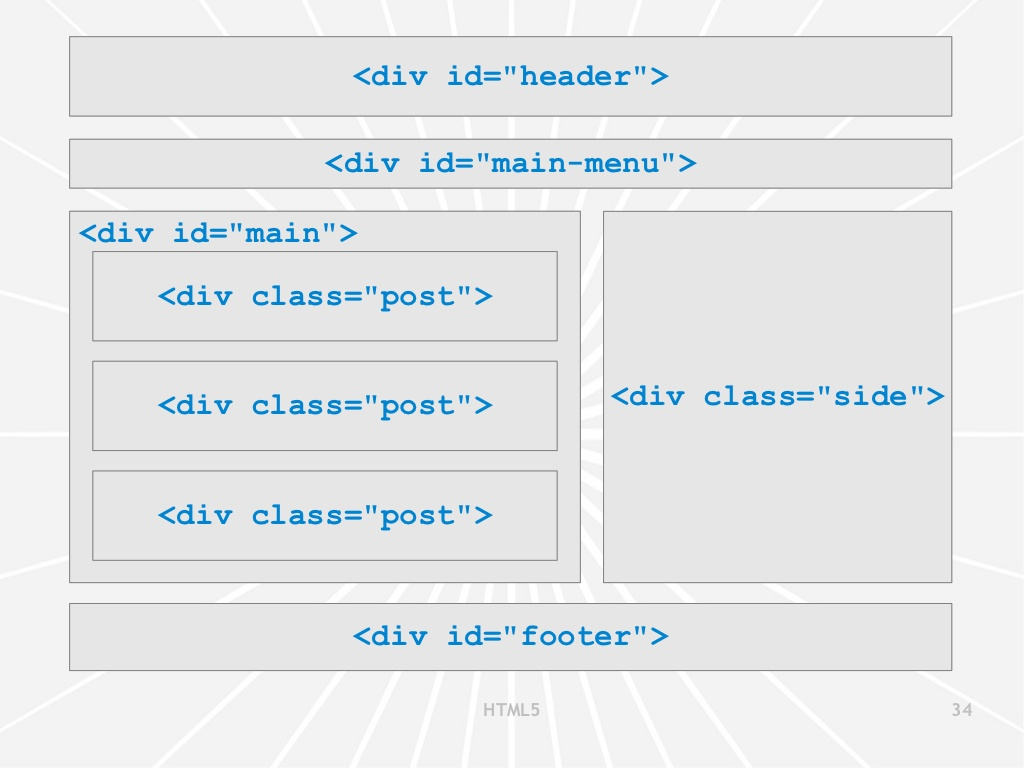 <div id="header">
<div id="main-menu">
<div id="main">
<div class="post">
<div class="post">
<div class="post">
<div class="side">
<div id="footer">
HTML5
34